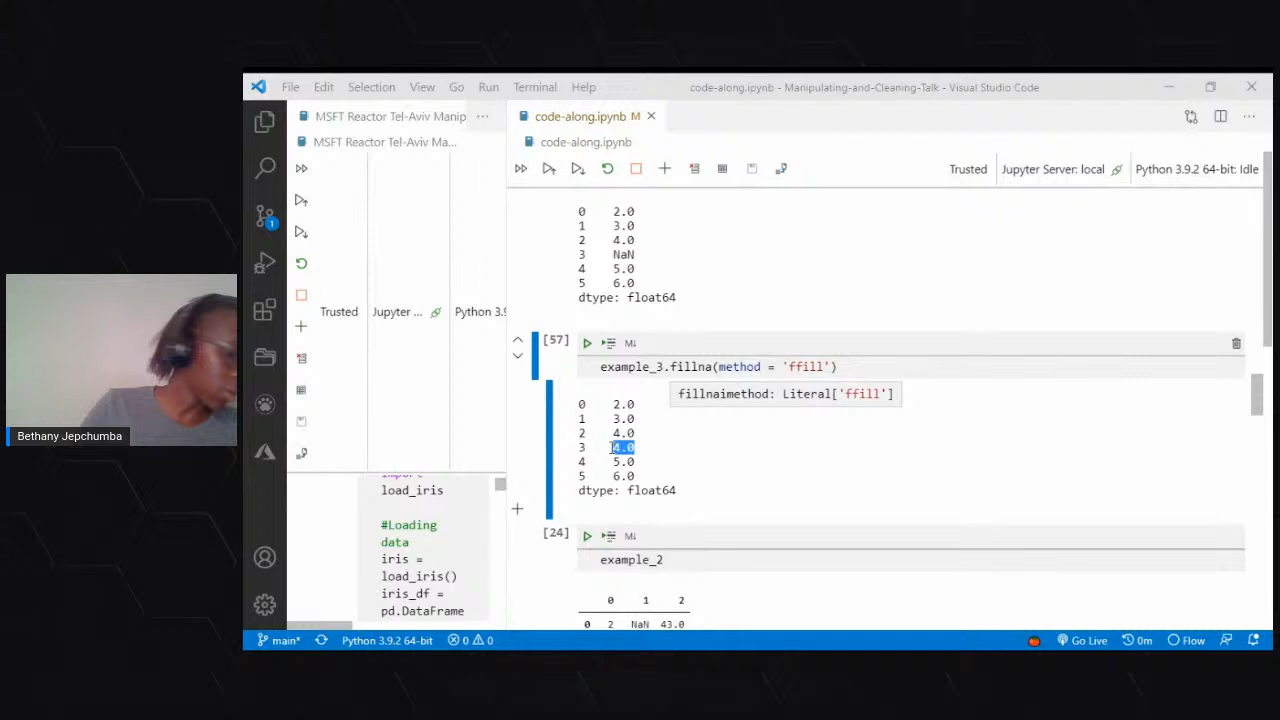 File Edit Selection View Go Run Terminal Help code-along.ipynb - Manipulating-and-Cleaning-Talk - Visual Studio Code
MSFT Reactor Tel-Aviv Manip ···
code-along.ipynb M
MSFT Reactor Tel-Aviv Ma...
code-along.ipynb
Trusted Jupyter Server: local Python 3.9.2 64-bit: Idle
1
0 2.0
1 3.0
2 4.0
3 NaN
4 5.0
5 6.0
dtype: float64
Trusted Jupyter ... Python 3.9
[57]
M↓
example_3.fillna(method = 'ffill')
fillnaimethod: Literal['ffill']
0 2.0
1 3.0
2 4.0
3 4.0
4 5.0
5 6.0
dtype: float64
Bethany Jepchumba
import
load_iris
#Loading
data
iris =
load_iris()
iris_df =
pd.DataFrame
[24]
M↓
example_2
0 1 2
0 2 NaN 43.0
main* Python 3.9.2 64-bit 0 0 Go Live 0m Flow